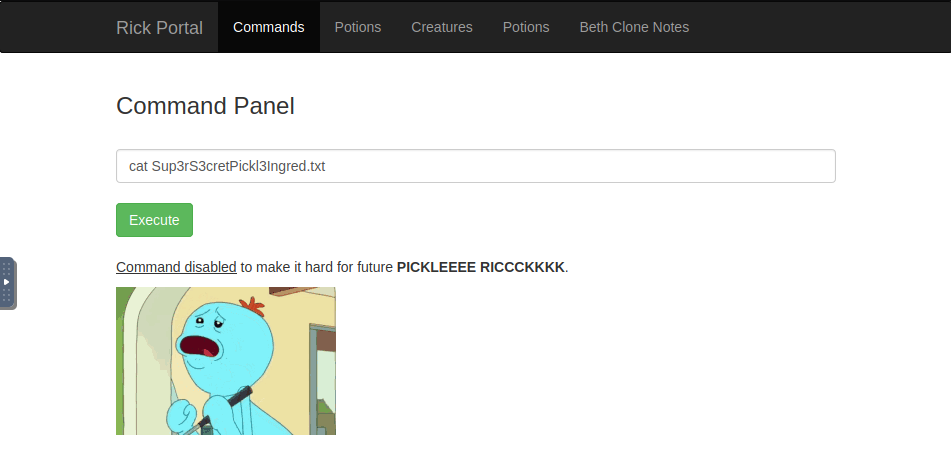 Rick Portal Commands Potions Creatures Potions Beth Clone Notes
Command Panel
cat Sup3rS3cretPickl3Ingred.txt
Execute
Command disabled to make it hard for future PICKLEEEE RICCCKKKK.